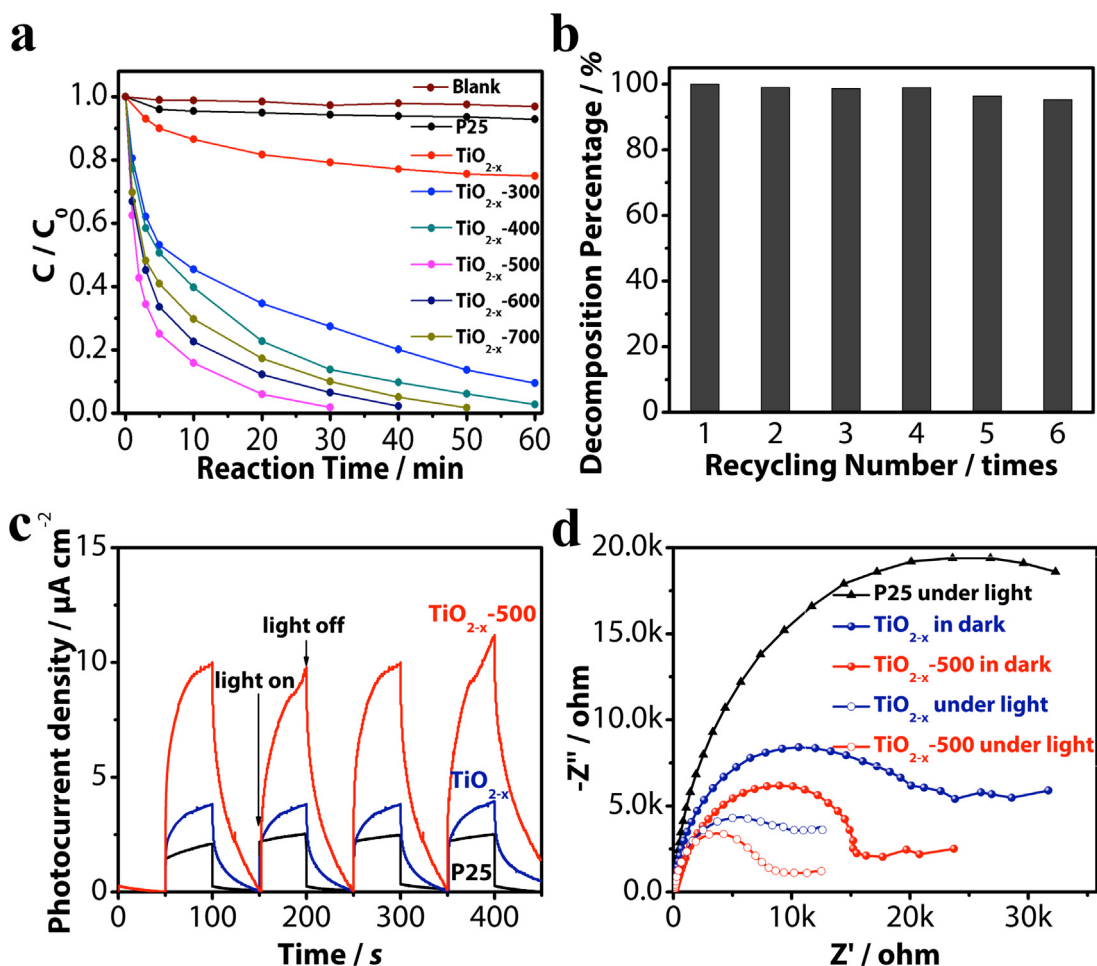 a
C / C₀
1.0
0.8
0.6
0.4
0.2
0.0
0 10 20 30 40 50 60
Reaction Time / min
Blank
P25
TiO₂₋ₓ
TiO₂₋ₓ-300
TiO₂₋ₓ-400
TiO₂₋ₓ-500
TiO₂₋ₓ-600
TiO₂₋ₓ-700
b
Decomposition Percentage / %
100
80
60
40
20
0
1 2 3 4 5 6
Recycling Number / times
c
Photocurrent density / μA cm⁻²
15
10
5
0
0 100 200 300 400
Time / s
TiO₂₋ₓ-500
light off
light on
TiO₂₋ₓ
P25
d
-Z" / ohm
20.0k
15.0k
10.0k
5.0k
0.0
0 10k 20k 30k
Z' / ohm
P25 under light
TiO₂₋ₓ in dark
TiO₂₋ₓ-500 in dark
TiO₂₋ₓ under light
TiO₂₋ₓ-500 under light